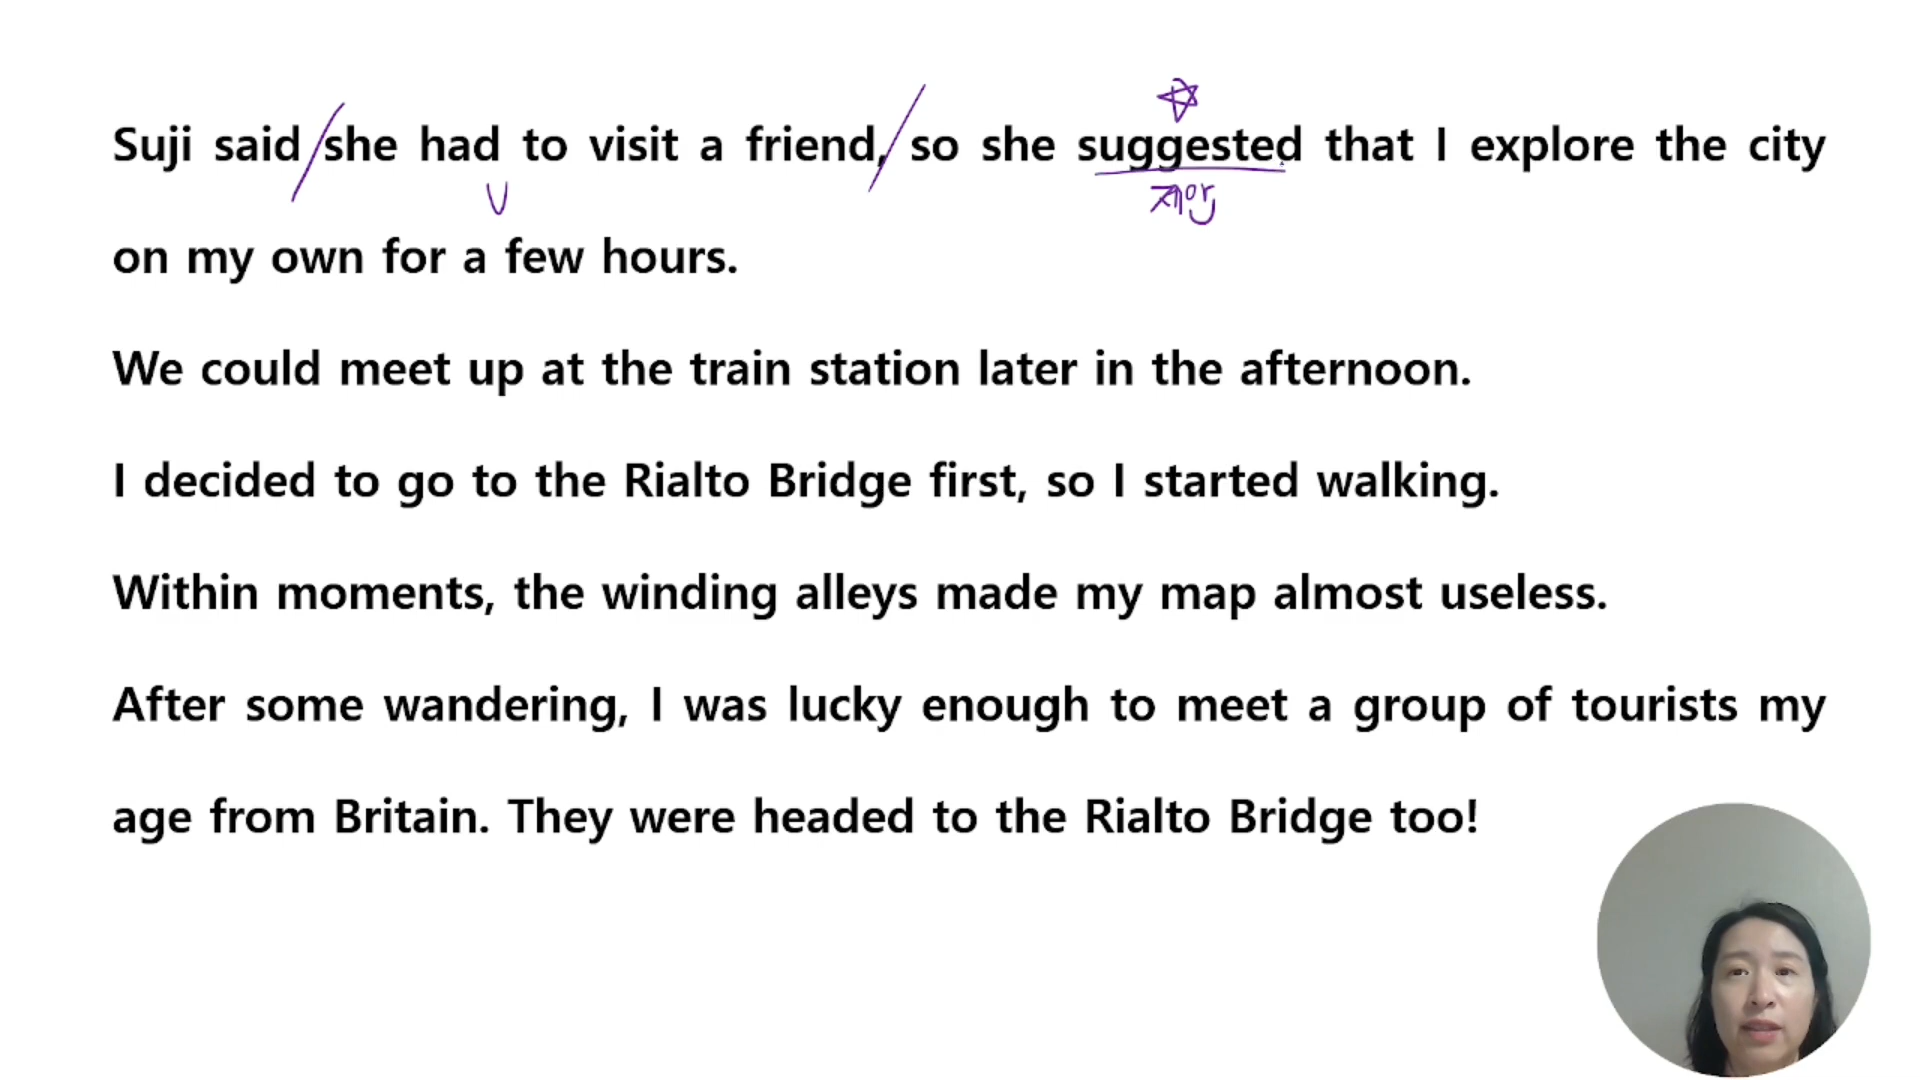 Suji said she had to visit a friend, so she suggested that I explore the city
제안
on my own for a few hours.
We could meet up at the train station later in the afternoon.
I decided to go to the Rialto Bridge first, so I started walking.
Within moments, the winding alleys made my map almost useless.
After some wandering, I was lucky enough to meet a group of tourists my
age from Britain. They were headed to the Rialto Bridge too!